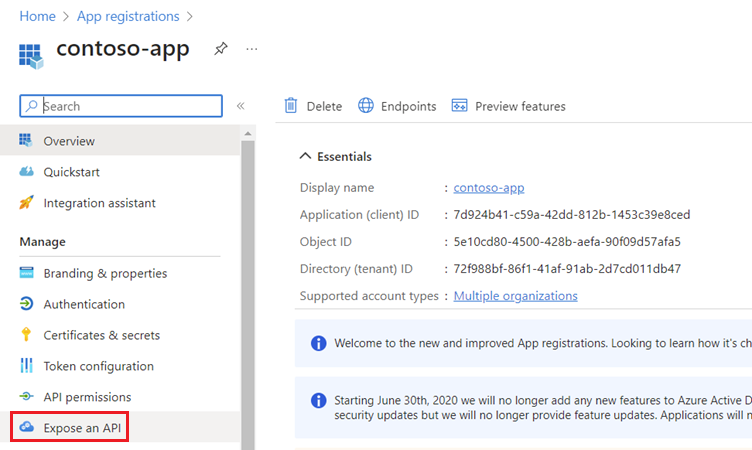 Home > App registrations >
contoso-app
Search
«
Overview
Quickstart
Integration assistant
Manage
Branding & properties
Authentication
Certificates & secrets
Token configuration
API permissions
Expose an API
Delete Endpoints Preview features
Essentials
Display name : contoso-app
Application (client) ID : 7d924b41-c59a-42dd-812b-1453c39e8ced
Object ID : 5e10cd80-4500-428b-aefa-90f09d57afa5
Directory (tenant) ID : 72f988bf-86f1-41af-91ab-2d7cd011db47
Supported account types : Multiple organizations
Welcome to the new and improved App registrations. Looking to learn how it's ch
Starting June 30th, 2020 we will no longer add any new features to Azure Active D
security updates but we will no longer provide feature updates. Applications will n